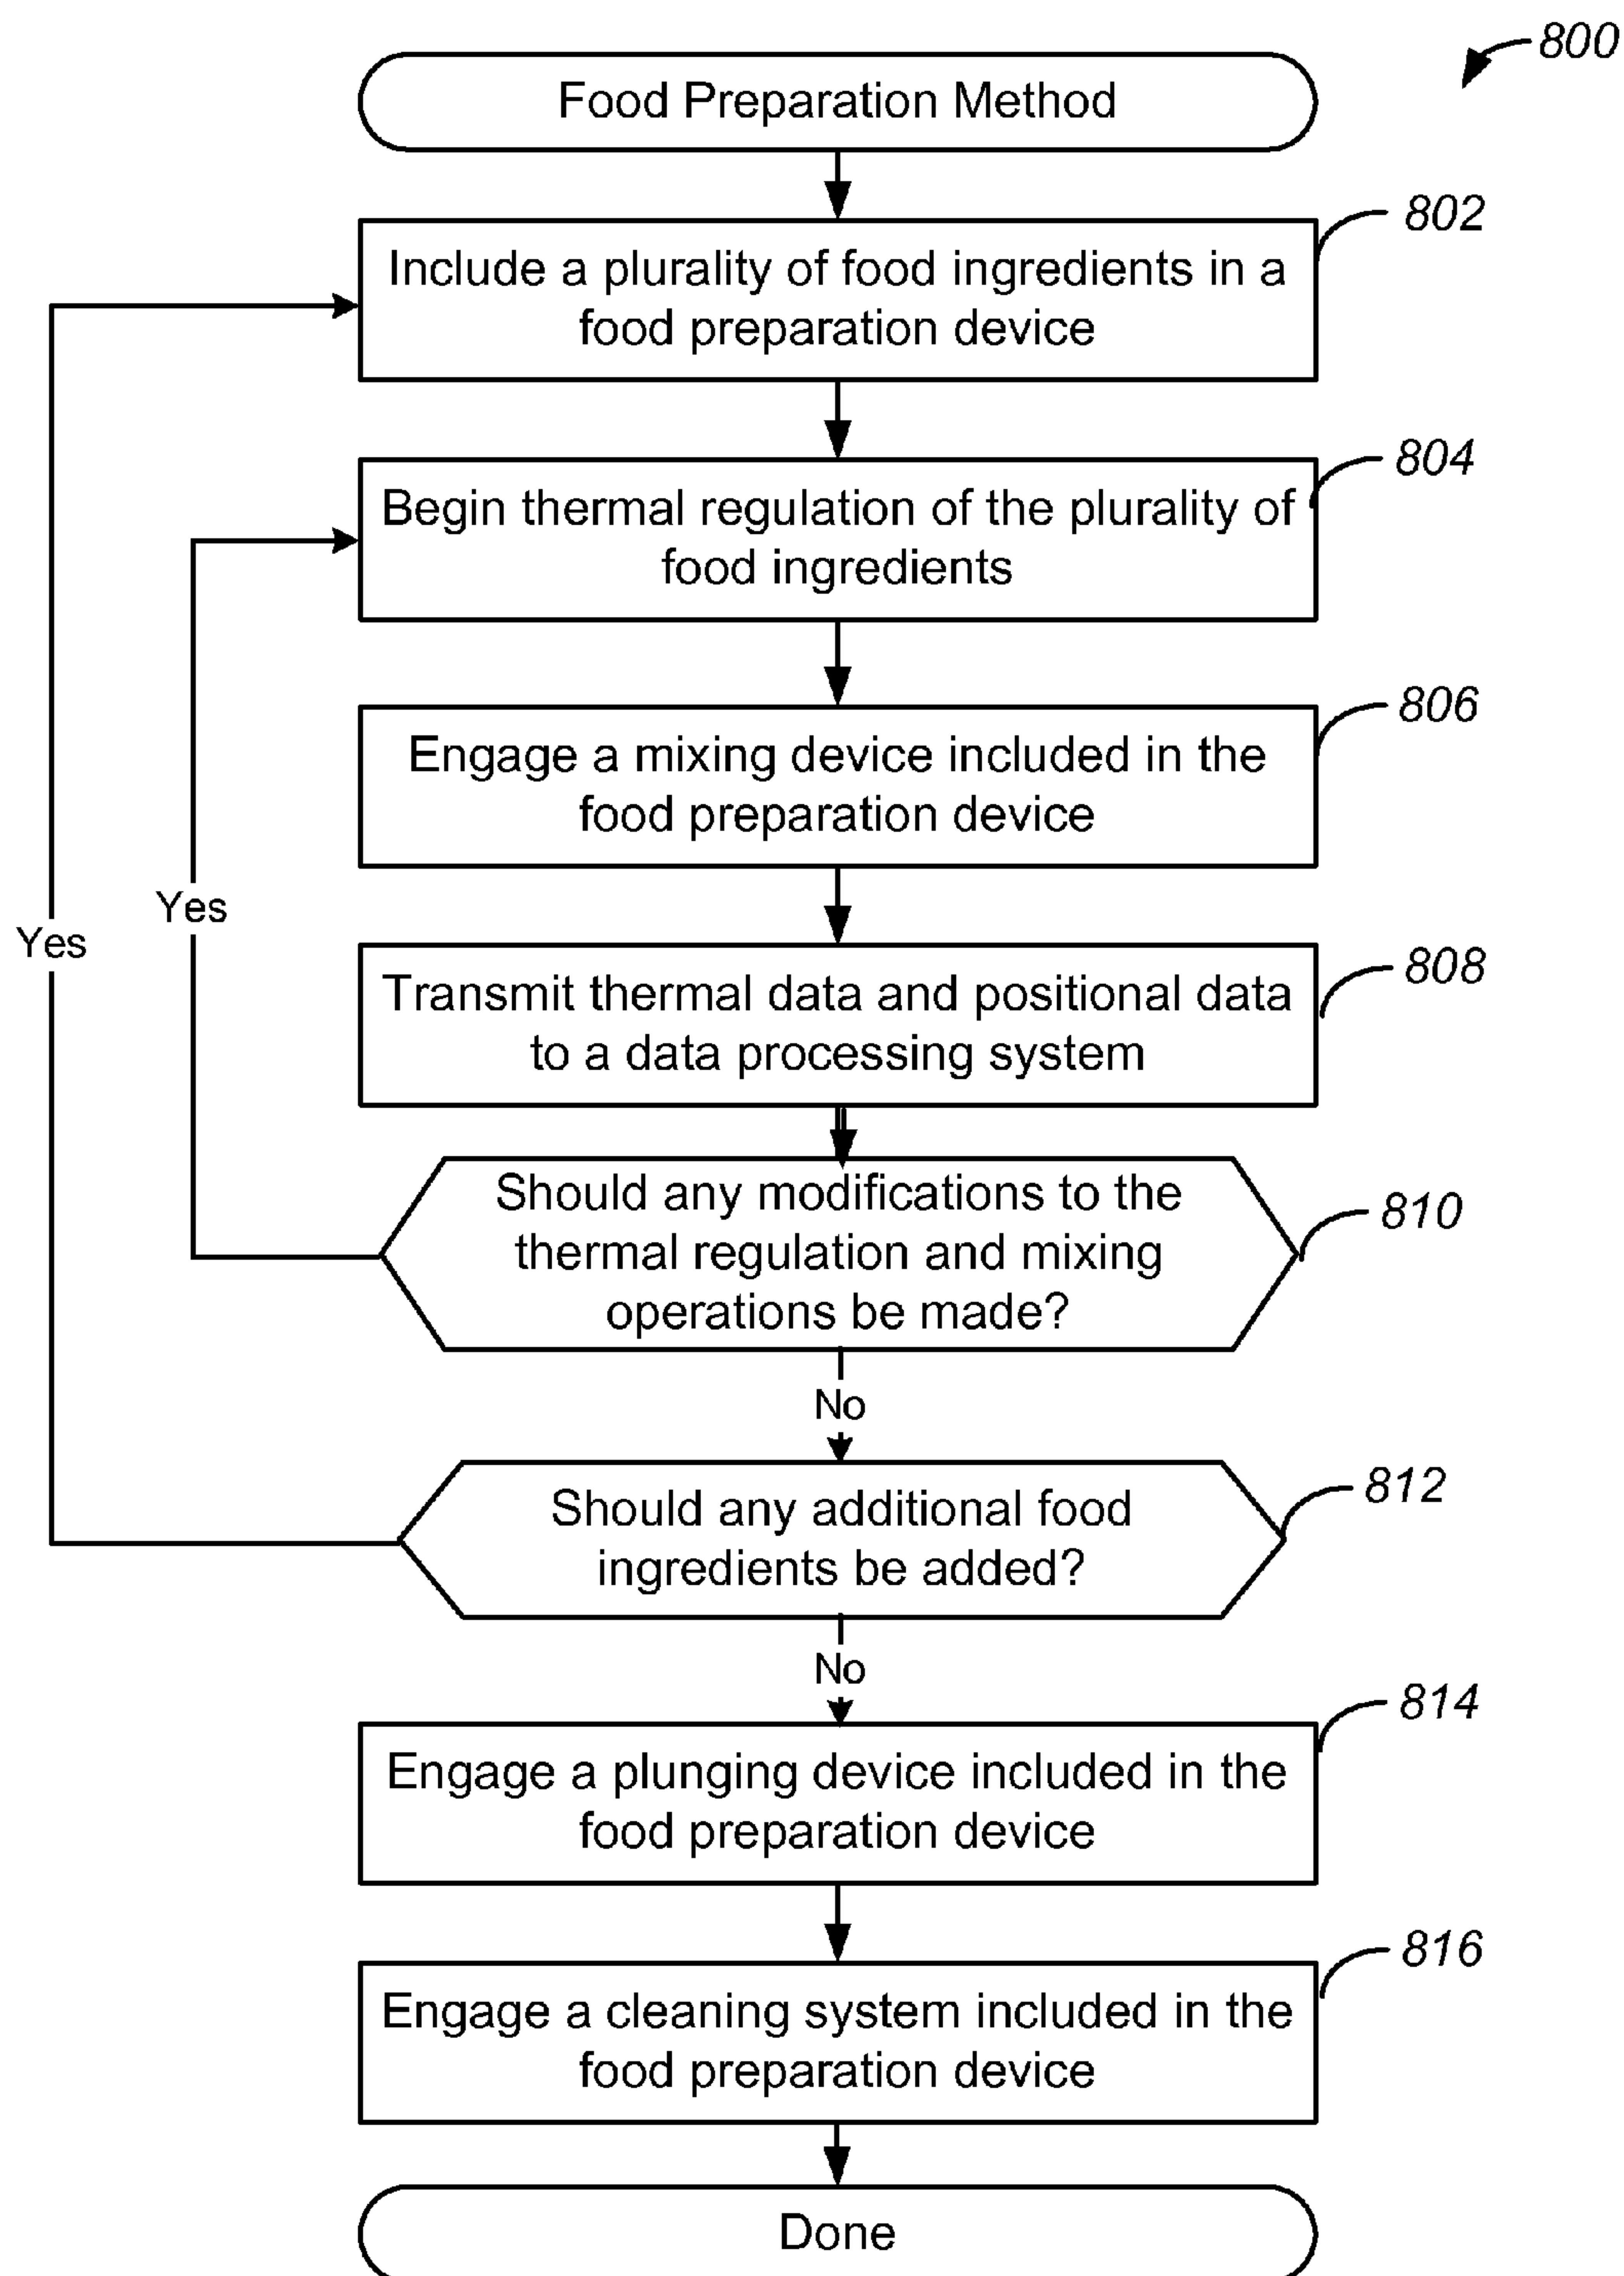 800
Food Preparation Method
802
Include a plurality of food ingredients in a
food preparation device
804
Begin thermal regulation of the plurality of
food ingredients
806
Engage a mixing device included in the
food preparation device
Yes
Yes
808
Transmit thermal data and positional data
to a data processing system
810
Should any modifications to the
thermal regulation and mixing
operations be made?
No
812
Should any additional food
ingredients be added?
No
814
Engage a plunging device included in the
food preparation device
816
Engage a cleaning system included in the
food preparation device
Done